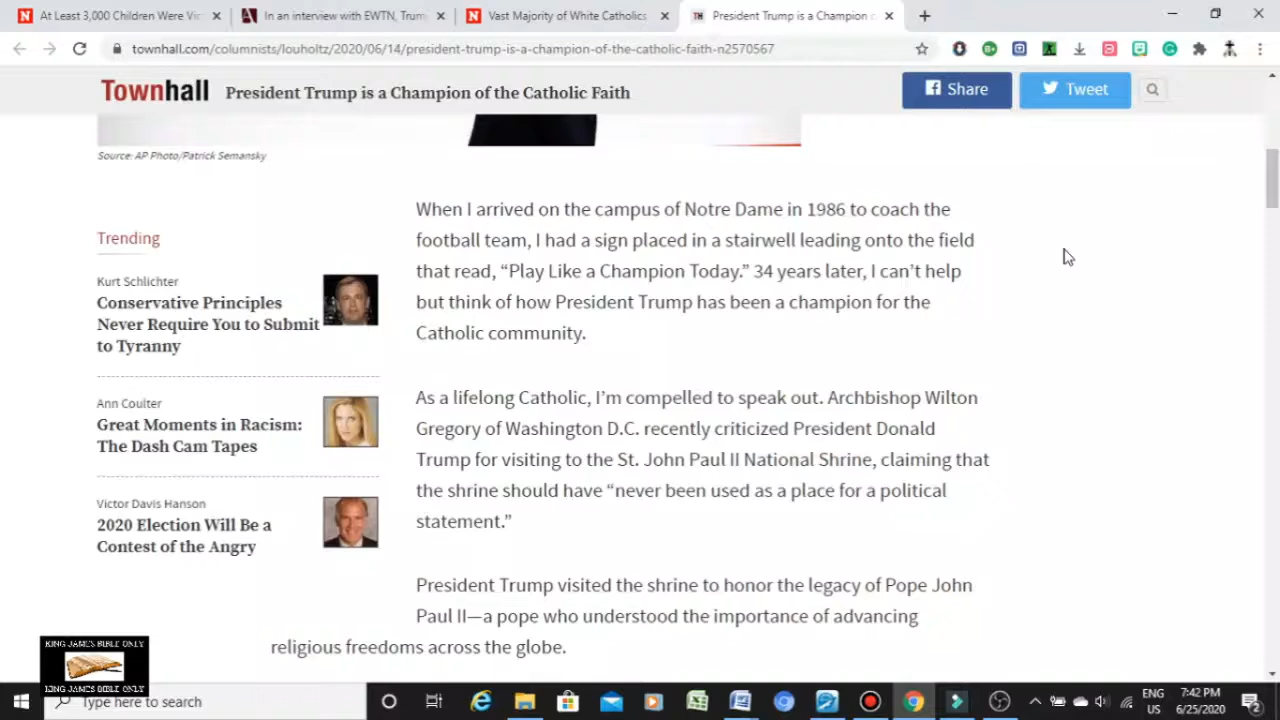 At Least 3,000 Children Were Vic
In an interview with EWTN, Trum
Vast Majority of White Catholics
TH
President Trump is a Champion o
townhall.com/columnists/louholtz/2020/06/14/president-trump-is-a-champion-of-the-catholic-faith-n2570567
Townhall
President Trump is a Champion of the Catholic Faith
Share
Tweet
Source: AP Photo/Patrick Semansky
When I arrived on the campus of Notre Dame in 1986 to coach the
football team, I had a sign placed in a stairwell leading onto the field
that read, “Play Like a Champion Today.” 34 years later, I can’t help
but think of how President Trump has been a champion for the
Catholic community.
As a lifelong Catholic, I’m compelled to speak out. Archbishop Wilton
Gregory of Washington D.C. recently criticized President Donald
Trump for visiting to the St. John Paul II National Shrine, claiming that
the shrine should have “never been used as a place for a political
statement.”
President Trump visited the shrine to honor the legacy of Pope John
Paul II—a pope who understood the importance of advancing
religious freedoms across the globe.
Trending
Kurt Schlichter
Conservative Principles
Never Require You to Submit
to Tyranny
Ann Coulter
Great Moments in Racism:
The Dash Cam Tapes
Victor Davis Hanson
2020 Election Will Be a
Contest of the Angry
KING JAMES BIBLE ONLY
KING JAMES BIBLE ONLY
Type here to search
ENG
US
7:42 PM
6/25/2020
2